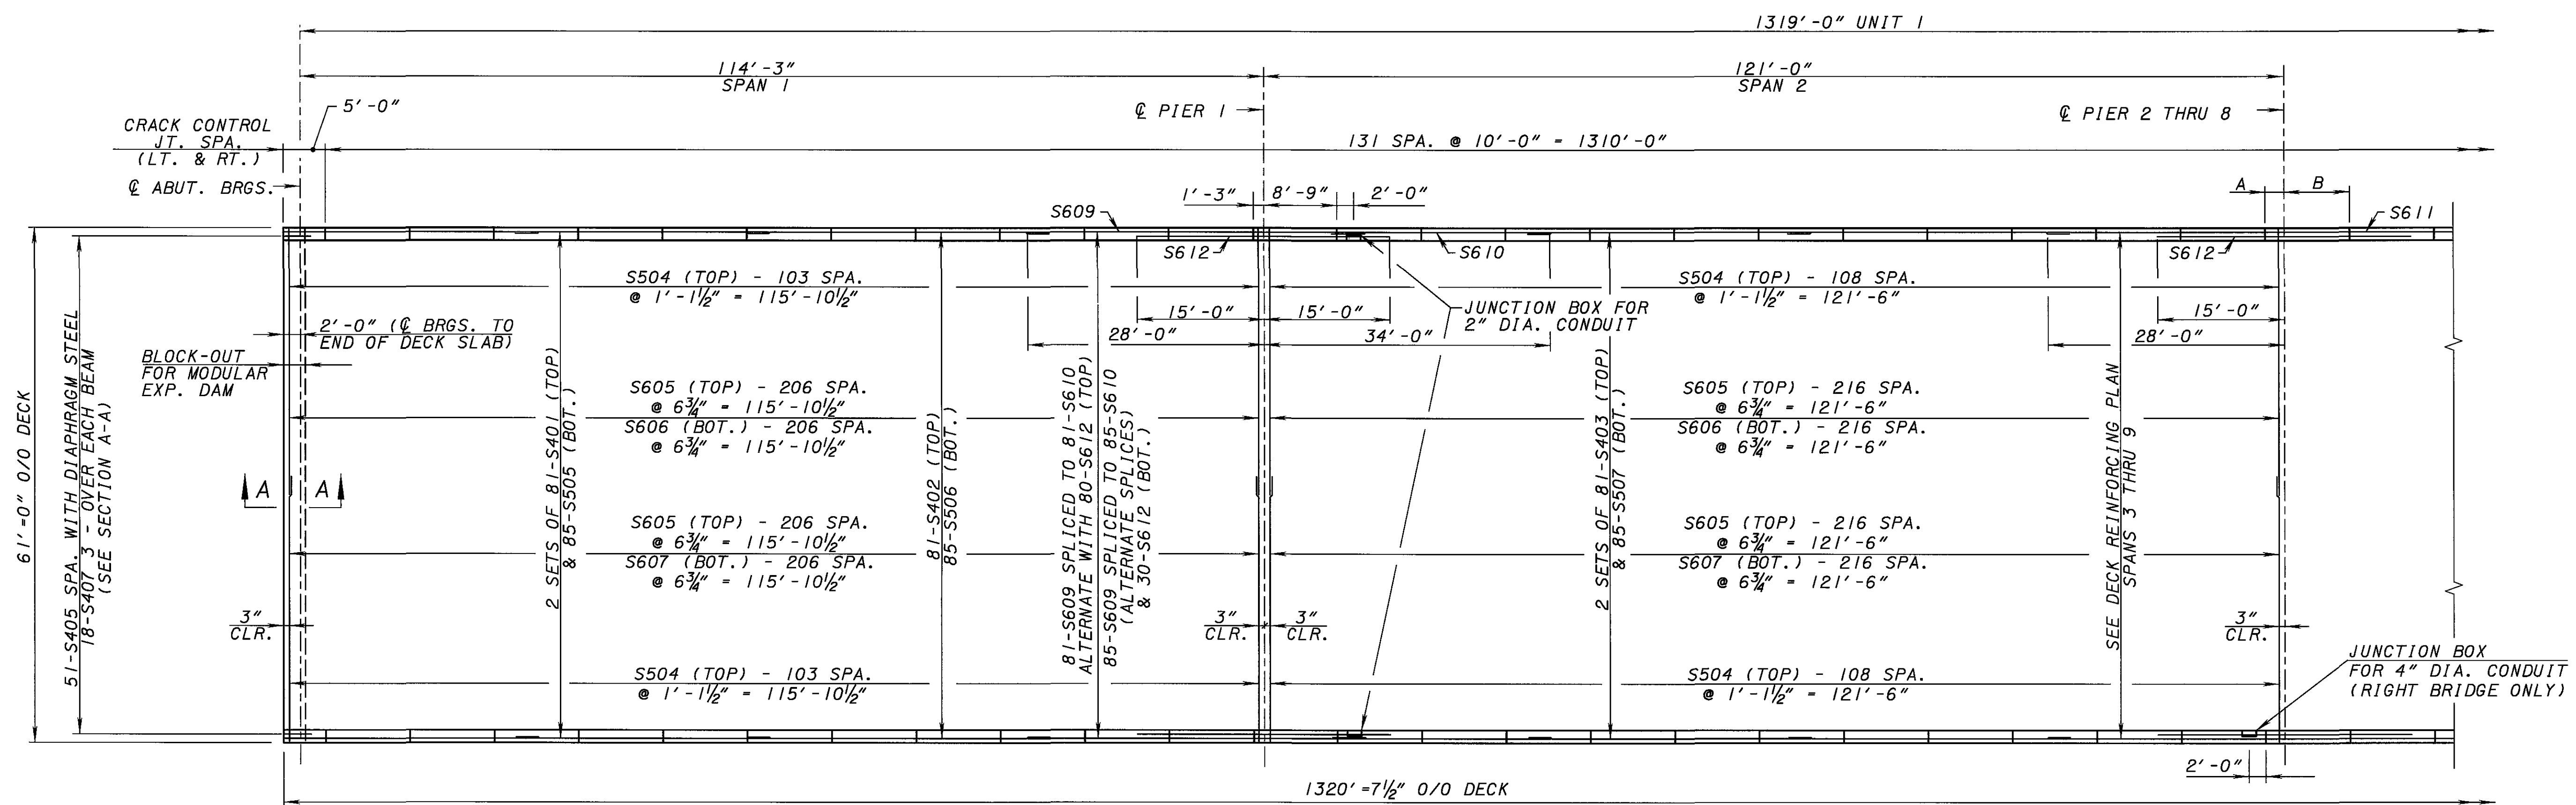 1319'-0" UNIT 1
114'-3"
SPAN 1
121'-0"
SPAN 2
5'-0"
℄ PIER 1
℄ PIER 2 THRU 8
CRACK CONTROL
JT. SPA.
(LT. & RT.)
131 SPA. @ 10'-0" = 1310'-0"
℄ ABUT. BRGS.
1'-3"
8'-9"
2'-0"
A
B
S609
S611
S612
S610
S612
S504 (TOP) - 103 SPA.
@ 1'-1½" = 115'-10½"
S504 (TOP) - 108 SPA.
@ 1'-1½" = 121'-6"
JUNCTION BOX FOR
2" DIA. CONDUIT
15'-0"
15'-0"
15'-0"
28'-0"
34'-0"
28'-0"
2'-0" (℄ BRGS. TO
END OF DECK SLAB)
BLOCK-OUT
FOR MODULAR
EXP. DAM
61'=0" O/O DECK
51-S405 SPA. WITH DIAPHRAGM STEEL
18-S407 3 - OVER EACH BEAM
(SEE SECTION A-A)
2 SETS OF 81-S401 (TOP)
& 85-S505 (BOT.)
S605 (TOP) - 206 SPA.
@ 6¾" = 115'-10½"
S606 (BOT.) - 206 SPA.
@ 6¾" = 115'-10½"
81-S402 (TOP)
85-S506 (BOT.)
81-S609 SPLICED TO 81-S610
ALTERNATE WITH 80-S612 (TOP)
85-S609 SPLICED TO 85-S610
(ALTERNATE SPLICES)
& 30-S612 (BOT.)
S605 (TOP) - 216 SPA.
@ 6¾" = 121'-6"
S606 (BOT.) - 216 SPA.
@ 6¾" = 121'-6"
2 SETS OF 81-S403 (TOP)
& 85-S507 (BOT.)
SEE DECK REINFORCING PLAN
SPANS 3 THRU 9
A
A
S605 (TOP) - 206 SPA.
@ 6¾" = 115'-10½"
S607 (BOT.) - 206 SPA.
@ 6¾" = 115'-10½"
S605 (TOP) - 216 SPA.
@ 6¾" = 121'-6"
S607 (BOT.) - 216 SPA.
@ 6¾" = 121'-6"
3"
CLR.
3"
CLR.
3"
CLR.
3"
CLR.
S504 (TOP) - 103 SPA.
@ 1'-1½" = 115'-10½"
S504 (TOP) - 108 SPA.
@ 1'-1½" = 121'-6"
JUNCTION BOX
FOR 4" DIA. CONDUIT
(RIGHT BRIDGE ONLY)
2'-0"
1320'=7½" O/O DECK